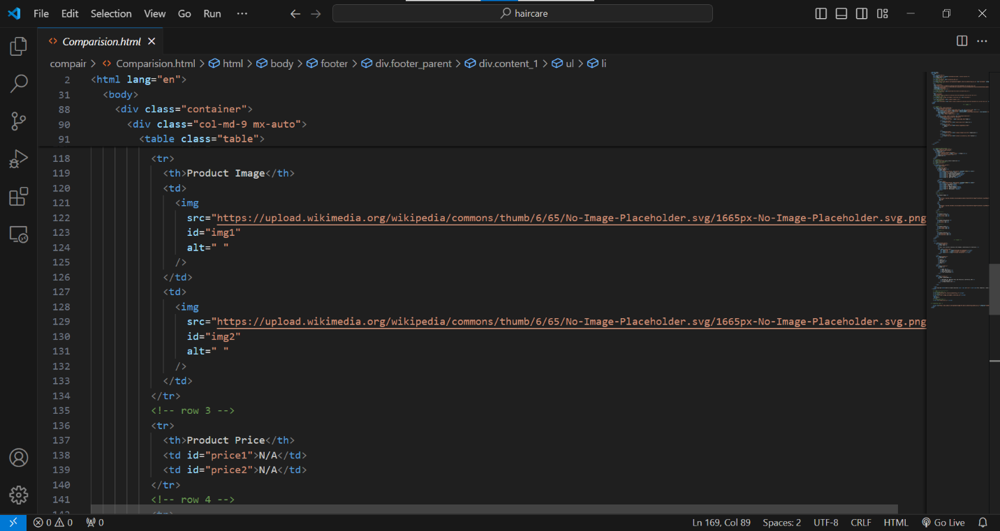 File Edit Selection View Go Run ··· haircare
Comparision.html
compair > Comparision.html > html > body > footer > div.footer_parent > div.content_1 > ul > li
2 <html lang="en">
31 <body>
88 <div class="container">
90 <div class="col-md-9 mx-auto">
91 <table class="table">
118 <tr>
119 <th>Product Image</th>
120 <td>
121 <img
122 src="https://upload.wikimedia.org/wikipedia/commons/thumb/6/65/No-Image-Placeholder.svg/1665px-No-Image-Placeholder.svg.png
123 id="img1"
124 alt=" "
125 />
126 </td>
127 <td>
128 <img
129 src="https://upload.wikimedia.org/wikipedia/commons/thumb/6/65/No-Image-Placeholder.svg/1665px-No-Image-Placeholder.svg.png
130 id="img2"
131 alt=" "
132 />
133 </td>
134 </tr>
135 <!-- row 3 -->
136 <tr>
137 <th>Product Price</th>
138 <td id="price1">N/A</td>
139 <td id="price2">N/A</td>
140 </tr>
141 <!-- row 4 -->
0 0 0 Ln 169, Col 89 Spaces: 2 UTF-8 CRLF HTML Go Live